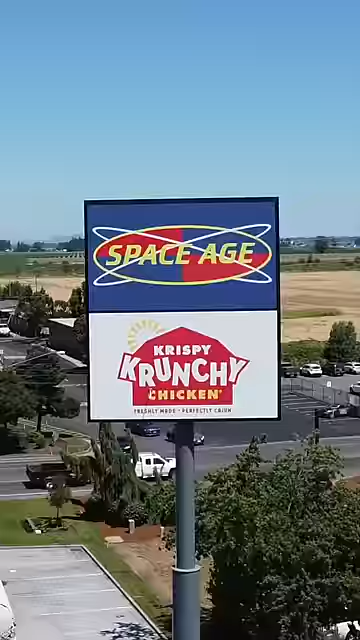 SPACE AGE
KRISPY
KRUNCHY
CHICKEN®
FRESHLY MADE • PERFECTLY CAJUN